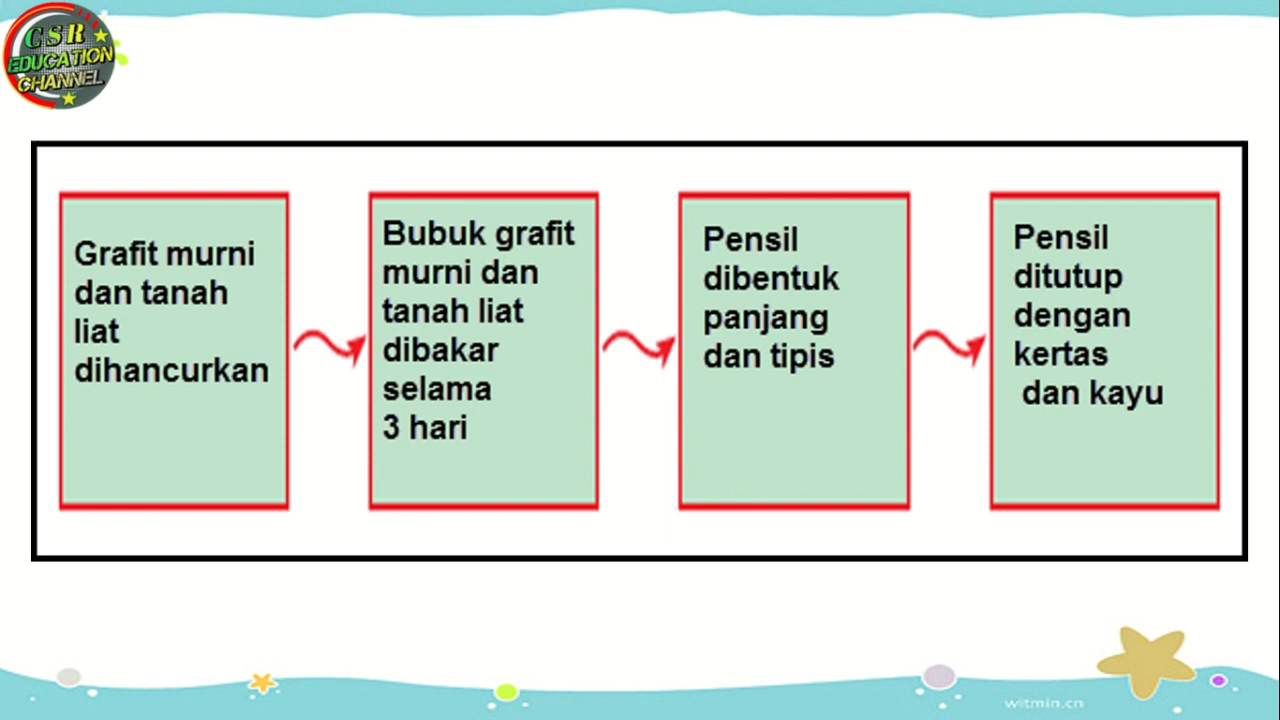 CSR
EDUCATION
CHANNEL
Grafit murni
dan tanah
liat
dihancurkan
Bubuk grafit
murni dan
tanah liat
dibakar
selama
3 hari
Pensil
dibentuk
panjang
dan tipis
Pensil
ditutup
dengan
kertas
dan kayu
witmin.cn